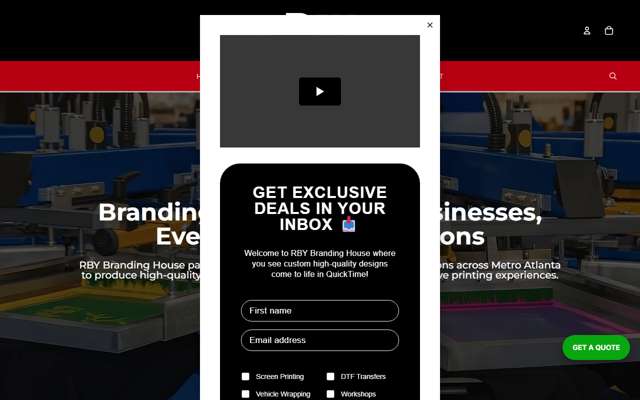 ×
Branding
sinesses,
Eve
ons
RBY Branding House pa
ons across Metro Atlanta
to produce high-quality
ve printing experiences.
GET EXCLUSIVE
DEALS IN YOUR
INBOX 📥
Welcome to RBY Branding House where
you see custom high-quality designs
come to life in QuickTime!
First name
Email address
Screen Printing
DTF Transfers
Vehicle Wrapping
Workshops
GET A QUOTE